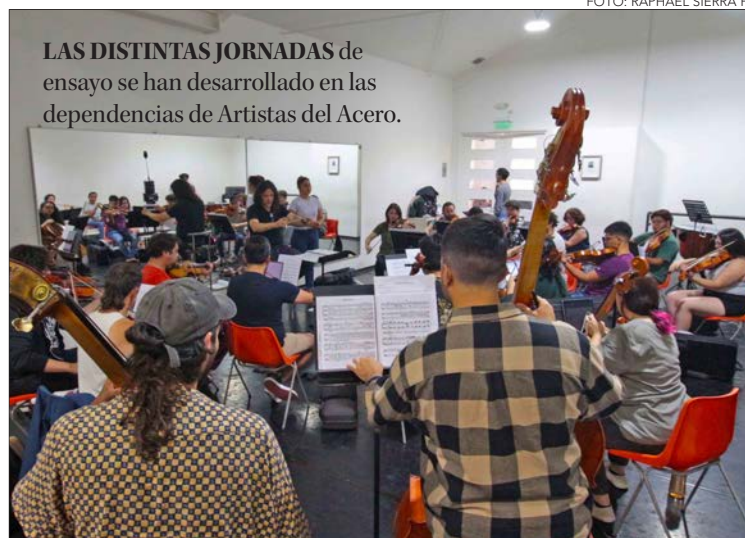 FOTO: RAPHAEL SIERRA P
LAS DISTINTAS JORNADAS de
ensayo se han desarrollado en las
dependencias de Artistas del Acero.